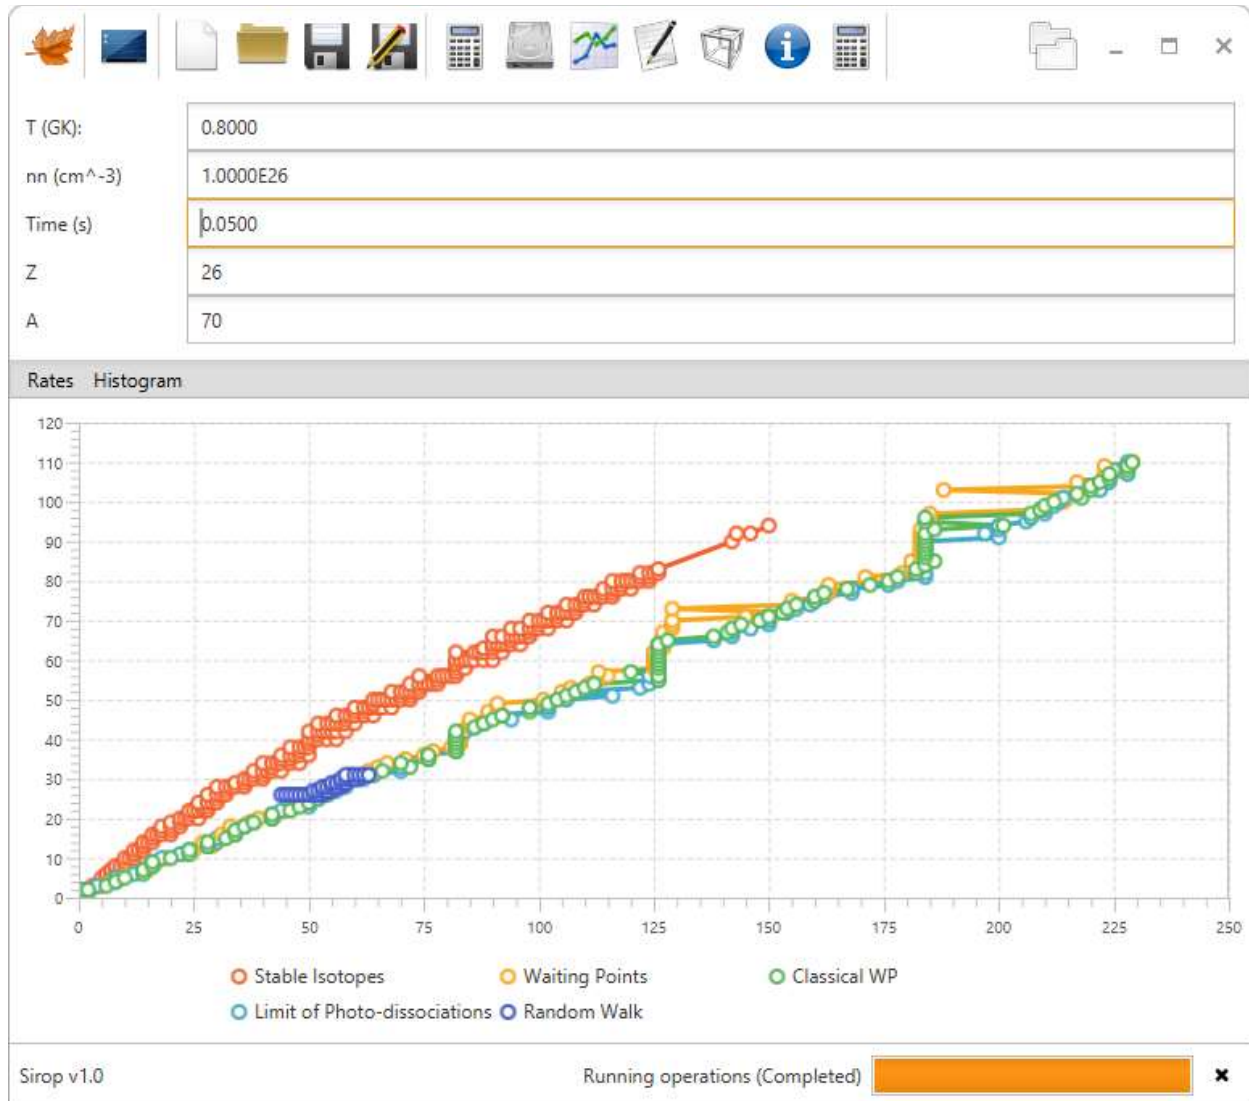 T (GK): 0.8000
nn (cm^-3) 1.0000E26
Time (s) 0.0500
Z 26
A 70
Rates Histogram
120
110
100
90
80
70
60
50
40
30
20
10
0
0 25 50 75 100 125 150 175 200 225 250
Stable Isotopes Waiting Points Classical WP
Limit of Photo-dissociations Random Walk
Sirop v1.0 Running operations (Completed)